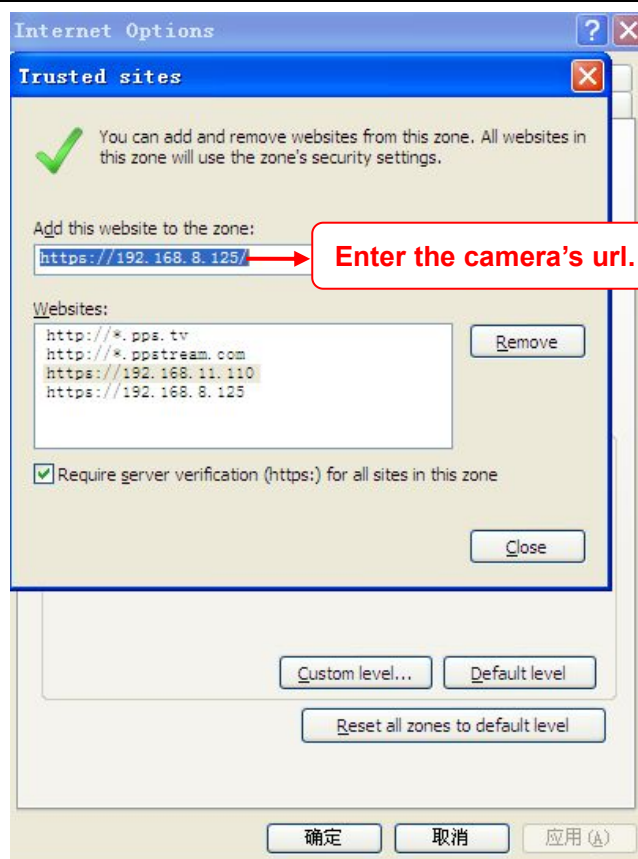 Internet Options
Trusted sites
You can add and remove websites from this zone. All websites in
this zone will use the zone's security settings.
Add this website to the zone:
https://192.168.8.125/
Enter the camera's url.
Websites:
http://*.pps.tv
http://*.ppstream.com
https://192.168.11.110
https://192.168.8.125
Remove
Require server verification (https:) for all sites in this zone
Close
Custom level...
Default level
Reset all zones to default level
确定
取消
应用(A)